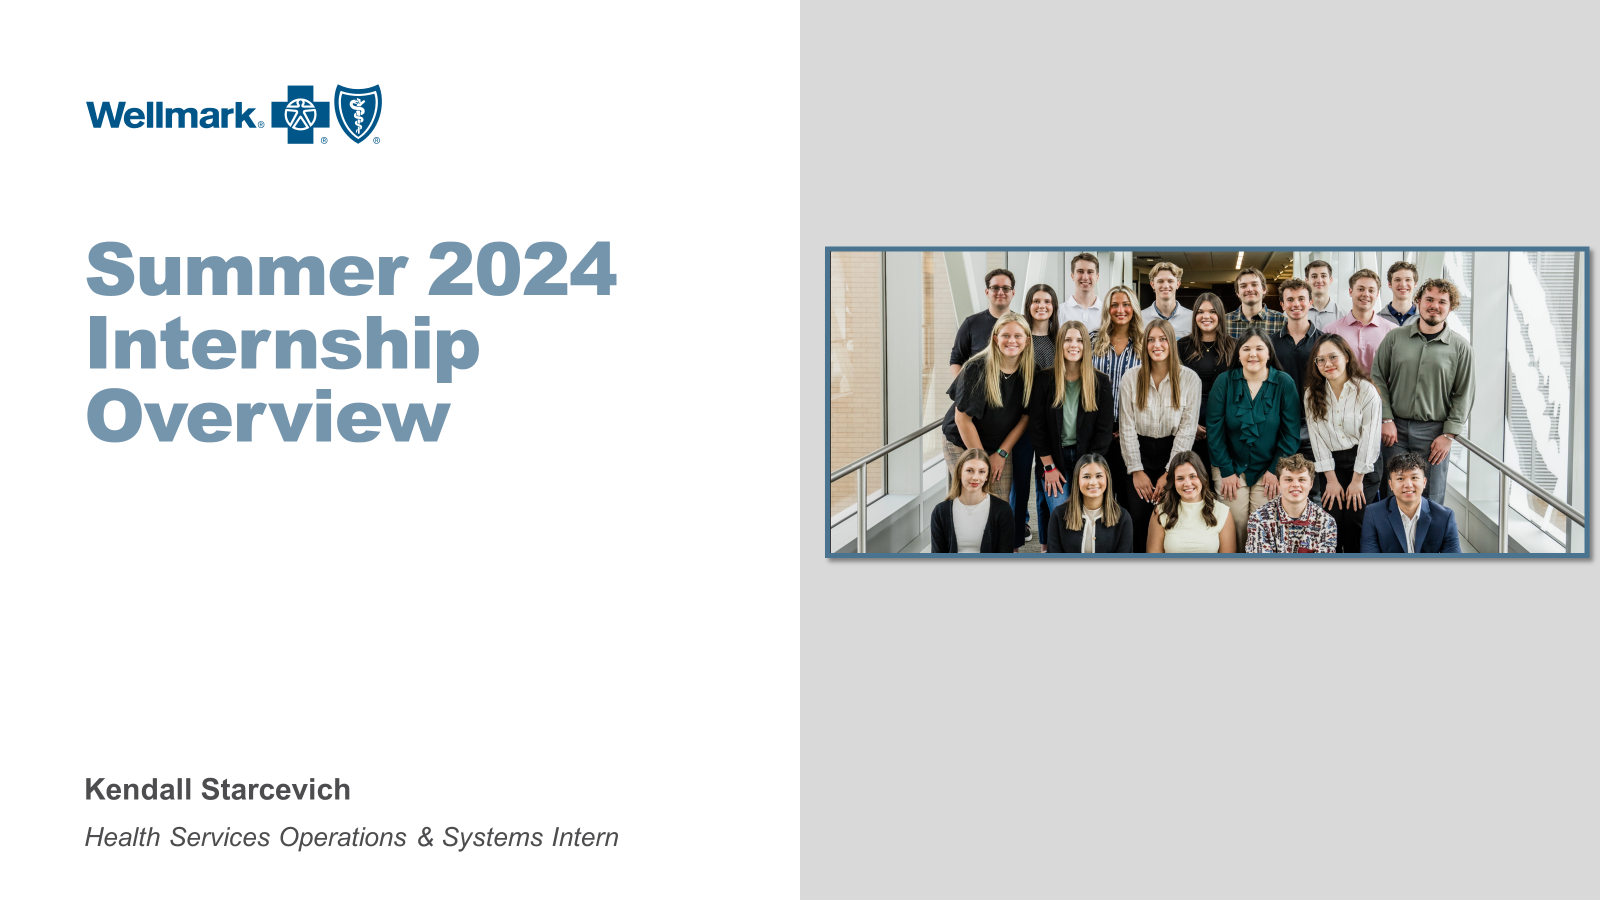 Wellmark® ® ®
Summer 2024
Internship
Overview
Kendall Starcevich
Health Services Operations & Systems Intern